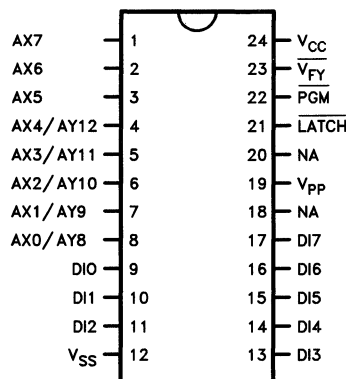 AX7 1 24 VCC
AX6 2 23 VFY
AX5 3 22 PGM
AX4/AY12 4 21 LATCH
AX3/AY11 5 20 NA
AX2/AY10 6 19 VPP
AX1/AY9 7 18 NA
AX0/AY8 8 17 DI7
DI0 9 16 DI6
DI1 10 15 DI5
DI2 11 14 DI4
VSS 12 13 DI3